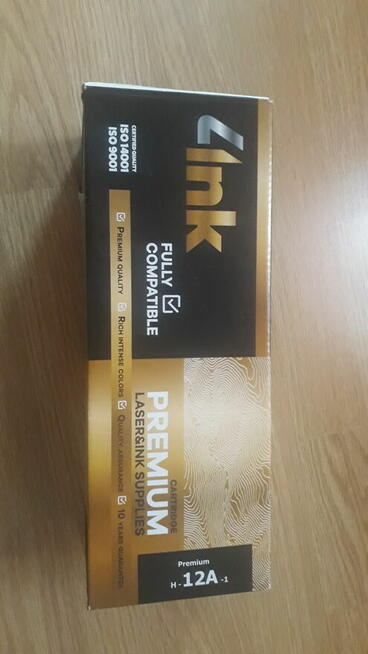 4ink
FULLY
COMPATIBLE
CERTIFIED QUALITY
ISO 14001
ISO 9001
PREMIUM QUALITY
RICH INTENSE COLORS
QUALITY ASSURANCE
10 YEARS GUARANTEE
CARTRIDGE
PREMIUM
LASER&INK SUPPLIES
Premium
H-12A-1